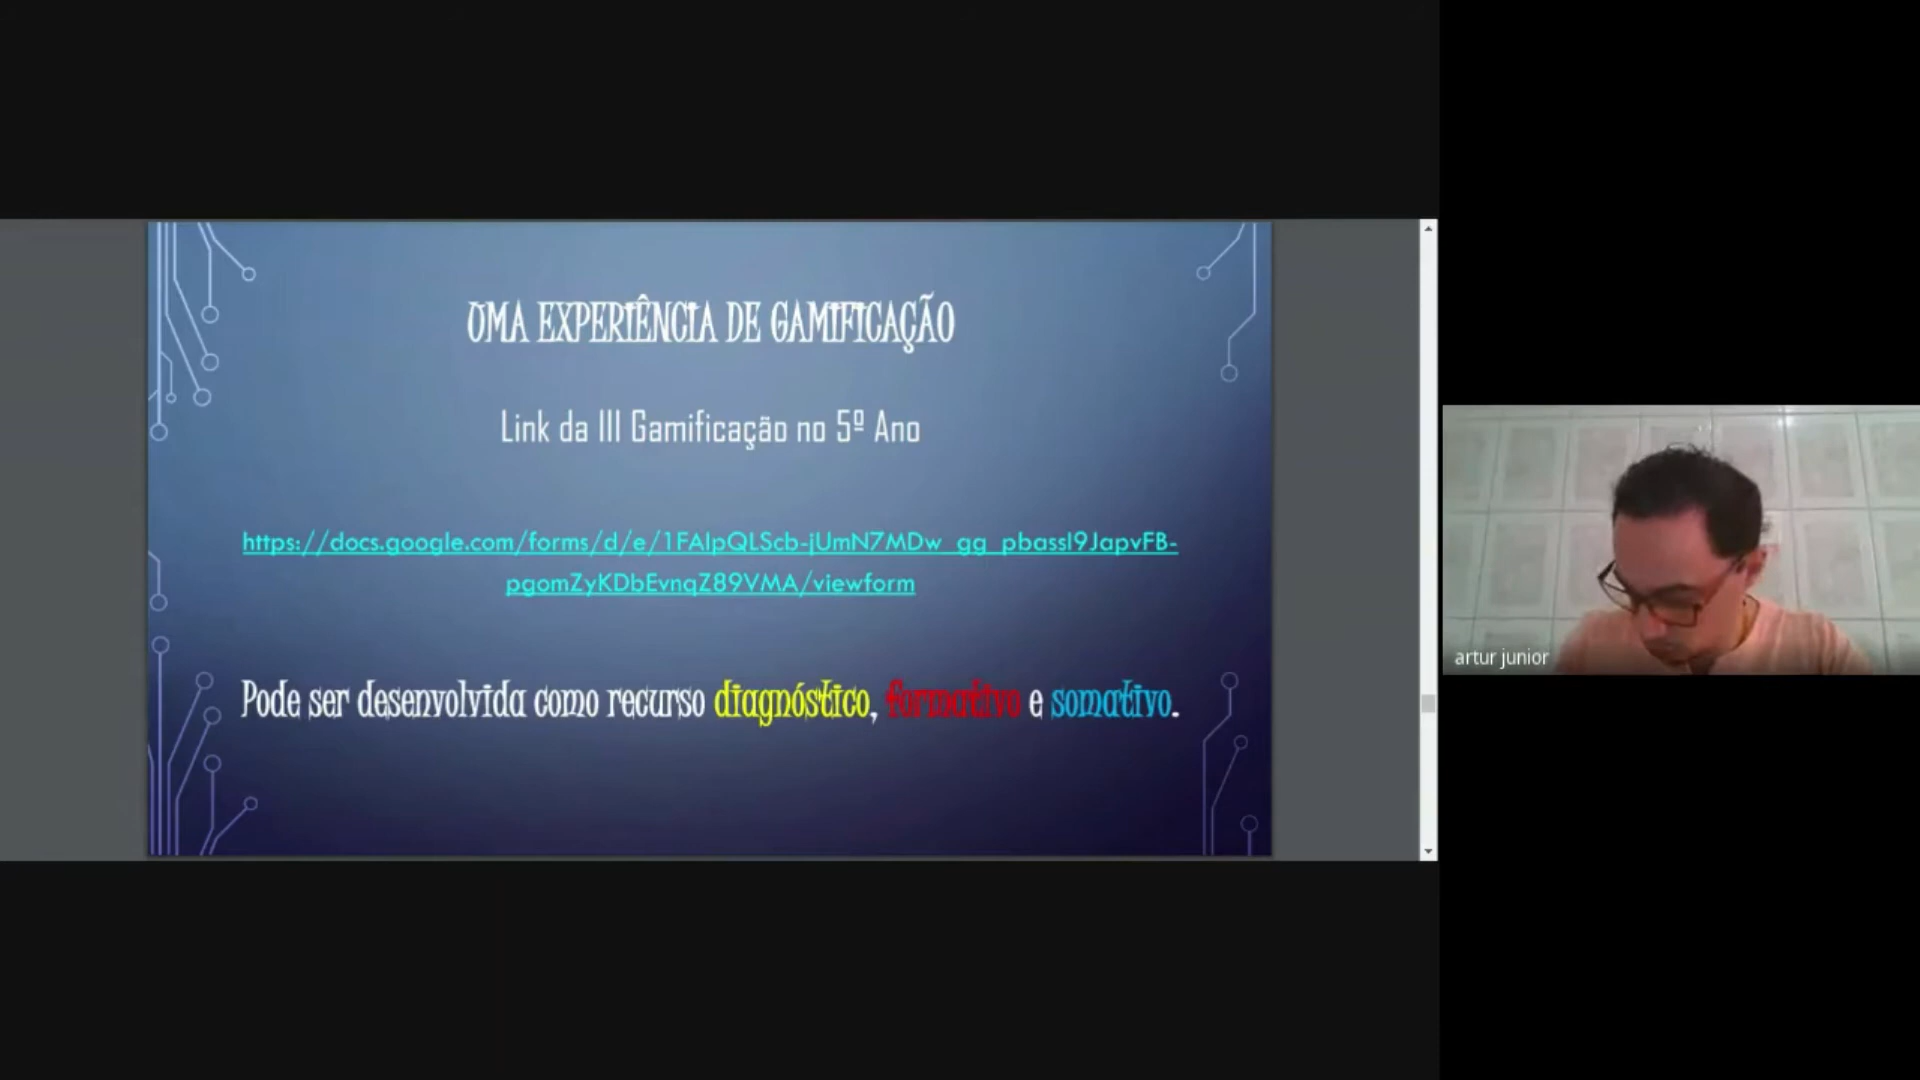 UMA EXPERIÊNCIA DE GAMIFICAÇÃO
Link da III Gamificação no 5º Ano
https://docs.google.com/forms/d/e/1FAIpQLScb-jUmN7MDw_gg_pbassI9JapvFB-
pgomZyKDbEvnqZ89VMA/viewform
Pode ser desenvolvida como recurso diagnóstico, formativo e somativo.
artur junior